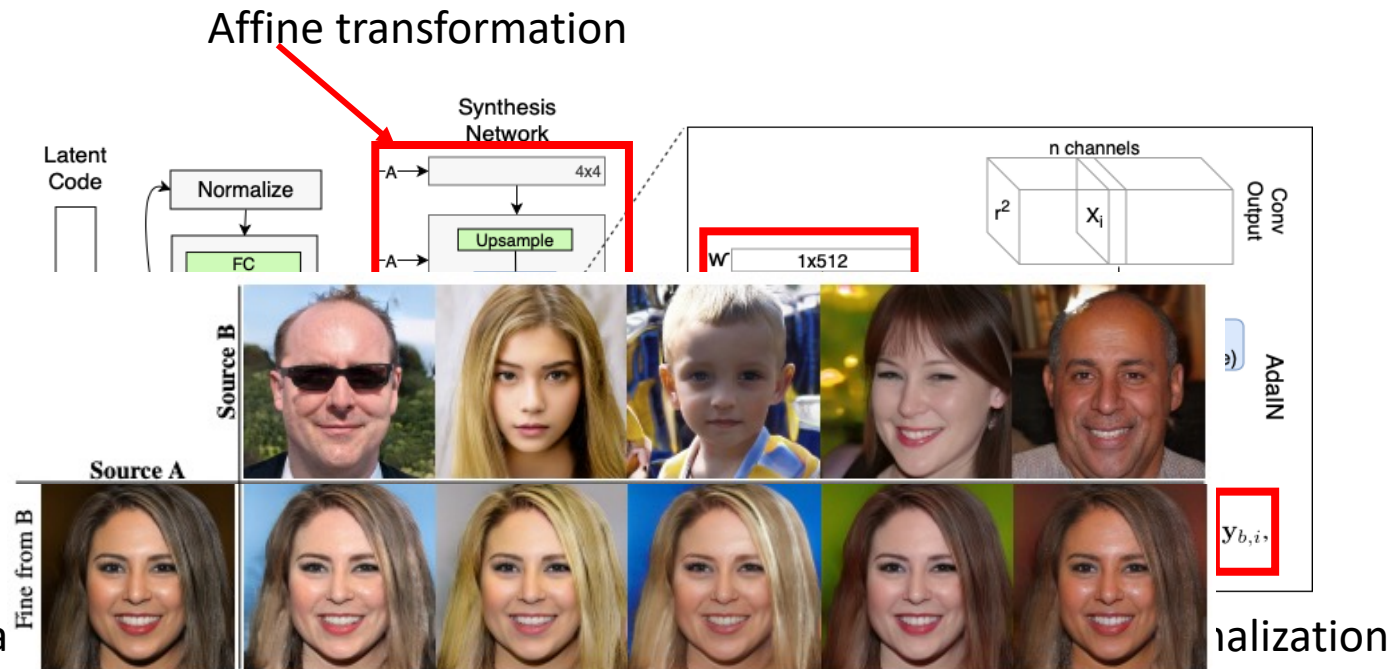 Affine transformation
Synthesis
Network
Latent
Code
Normalize
FC
A
4x4
Upsample
A
n channels
r²
Xᵢ
Conv
Output
w
1x512
AdaIN
e)
y_{b,i},
Source B
Source A
Fine from B
a
nalization